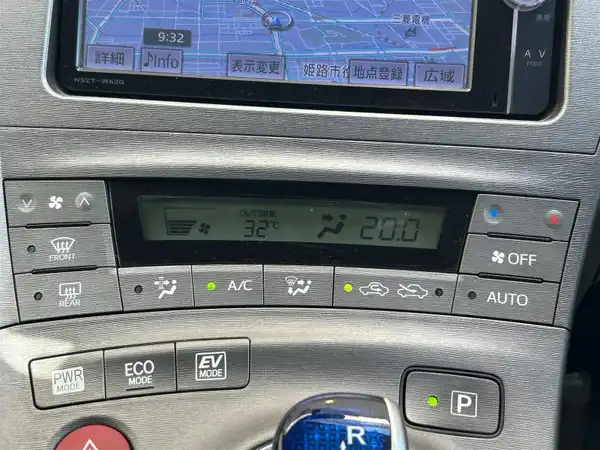 三菱電機
9:32
詳細 ♪Info 表示変更 姫路市役 地点登録 広域
NSZT-W62G
A V
PWR
OUTSIDE
32℃ 20.0
FRONT
OFF
REAR
A/C
AUTO
PWR MODE
ECO MODE
EV MODE
P
R